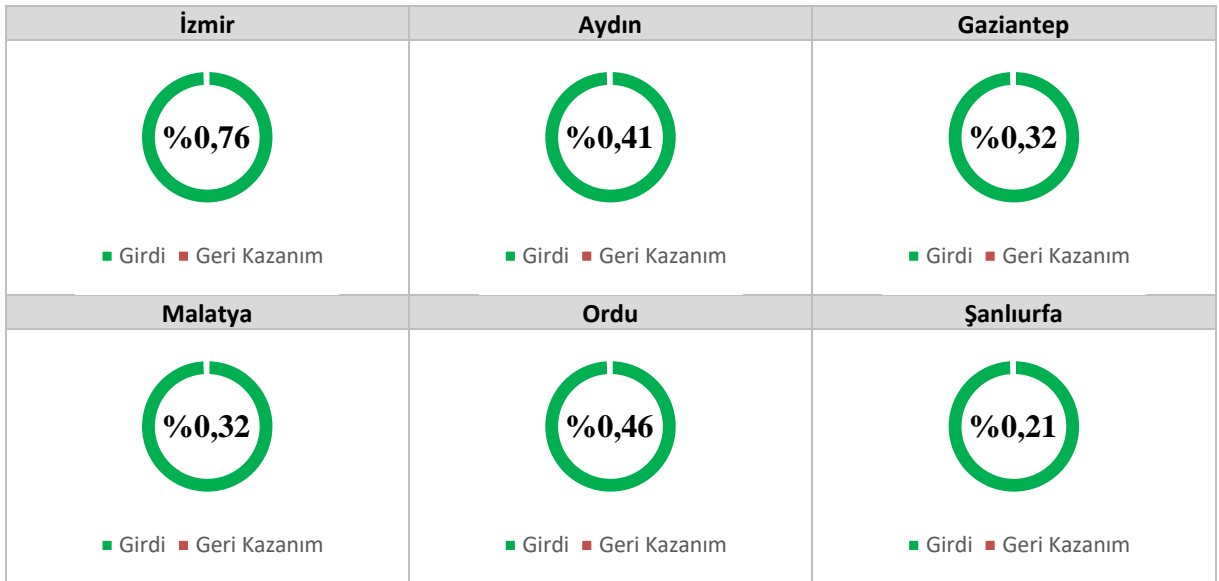 İzmir Aydın Gaziantep
%0,76 %0,41 %0,32
Girdi Geri Kazanım Girdi Geri Kazanım Girdi Geri Kazanım
Malatya Ordu Şanlıurfa
%0,32 %0,46 %0,21
Girdi Geri Kazanım Girdi Geri Kazanım Girdi Geri Kazanım